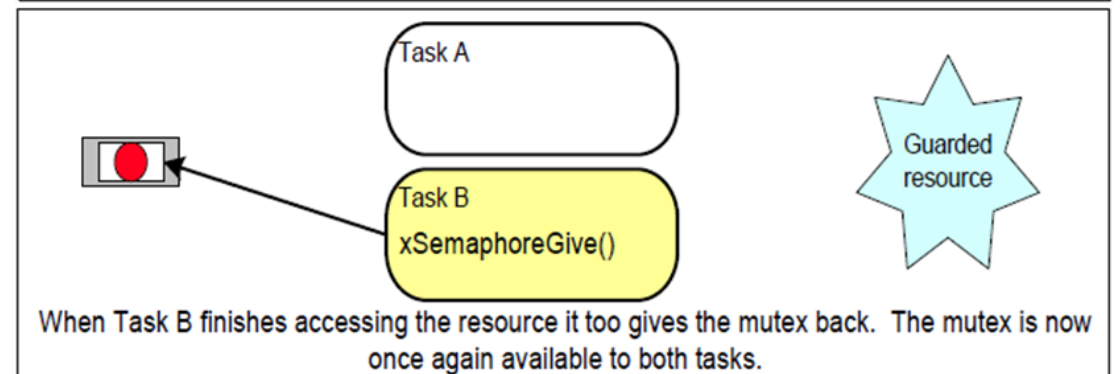 Task A
Guarded
resource
Task B
xSemaphoreGive()
When Task B finishes accessing the resource it too gives the mutex back.  The mutex is now
once again available to both tasks.